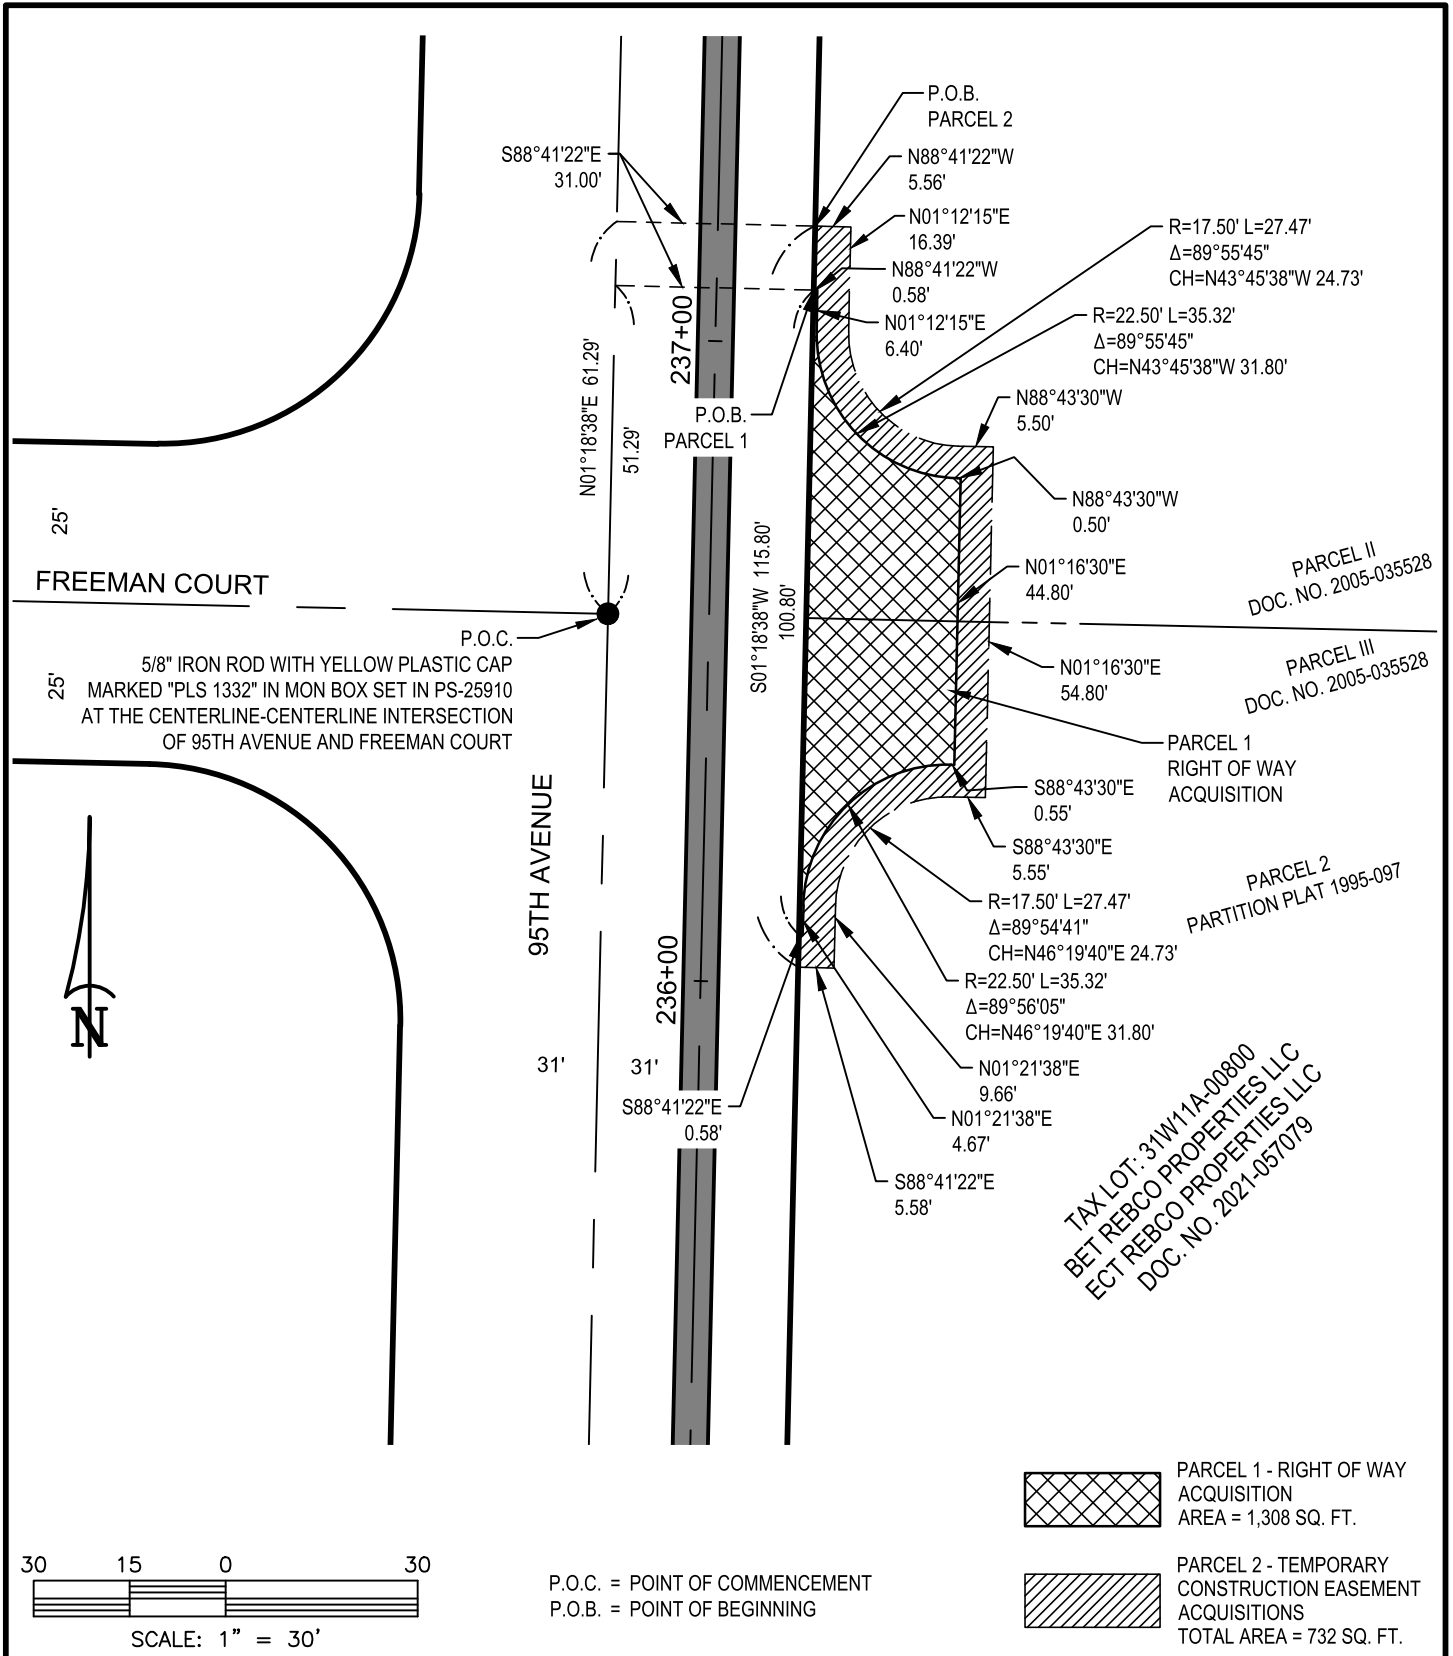 P.O.B.
PARCEL 2
S88°41'22"E
31.00'
N88°41'22"W
5.56'
N01°12'15"E
16.39'
R=17.50' L=27.47'
Δ=89°55'45"
CH=N43°45'38"W 24.73'
N88°41'22"W
0.58'
N01°12'15"E
6.40'
R=22.50' L=35.32'
Δ=89°55'45"
CH=N43°45'38"W 31.80'
237+00
N01°18'38"E 61.29'
51.29'
P.O.B.
PARCEL 1
N88°43'30"W
5.50'
N88°43'30"W
0.50'
25'
FREEMAN COURT
25'
S01°18'38"W 115.80'
100.80'
N01°16'30"E
44.80'
PARCEL II
DOC. NO. 2005-035528
PARCEL III
DOC. NO. 2005-035528
P.O.C.
5/8" IRON ROD WITH YELLOW PLASTIC CAP
MARKED "PLS 1332" IN MON BOX SET IN PS-25910
AT THE CENTERLINE-CENTERLINE INTERSECTION
OF 95TH AVENUE AND FREEMAN COURT
N01°16'30"E
54.80'
PARCEL 1
RIGHT OF WAY
ACQUISITION
S88°43'30"E
0.55'
S88°43'30"E
5.55'
95TH AVENUE
PARCEL 2
PARTITION PLAT 1995-097
R=17.50' L=27.47'
Δ=89°54'41"
CH=N46°19'40"E 24.73'
236+00
R=22.50' L=35.32'
Δ=89°56'05"
CH=N46°19'40"E 31.80'
N
31'
31'
N01°21'38"E
9.66'
S88°41'22"E
0.58'
N01°21'38"E
4.67'
S88°41'22"E
5.58'
TAX LOT: 31W11A-00800
BET REBCO PROPERTIES LLC
ECT REBCO PROPERTIES LLC
DOC. NO. 2021-057079
PARCEL 1 - RIGHT OF WAY
ACQUISITION
AREA = 1,308 SQ. FT.
PARCEL 2 - TEMPORARY
CONSTRUCTION EASEMENT
ACQUISITIONS
TOTAL AREA = 732 SQ. FT.
30 15 0 30
SCALE: 1" = 30'
P.O.C. = POINT OF COMMENCEMENT
P.O.B. = POINT OF BEGINNING